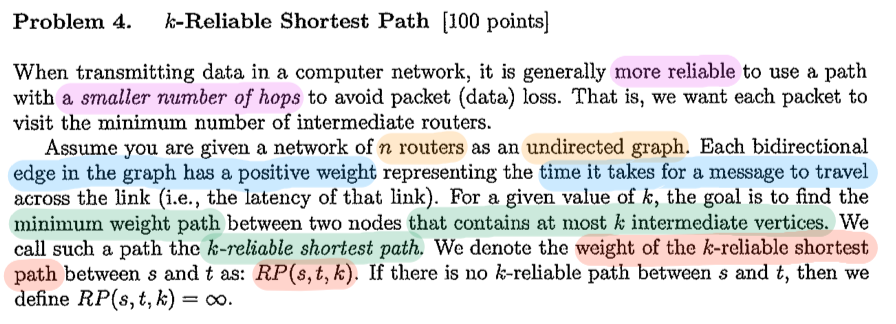 Problem 4. k-Reliable Shortest Path [100 points]
When transmitting data in a computer network, it is generally more reliable to use a path
with a smaller number of hops to avoid packet (data) loss. That is, we want each packet to
visit the minimum number of intermediate routers.
Assume you are given a network of n routers as an undirected graph. Each bidirectional
edge in the graph has a positive weight representing the time it takes for a message to travel
across the link (i.e., the latency of that link). For a given value of k, the goal is to find the
minimum weight path between two nodes that contains at most k intermediate vertices. We
call such a path the k-reliable shortest path. We denote the weight of the k-reliable shortest
path between s and t as: RP(s, t, k). If there is no k-reliable path between s and t, then we
define RP(s, t, k) = ∞.